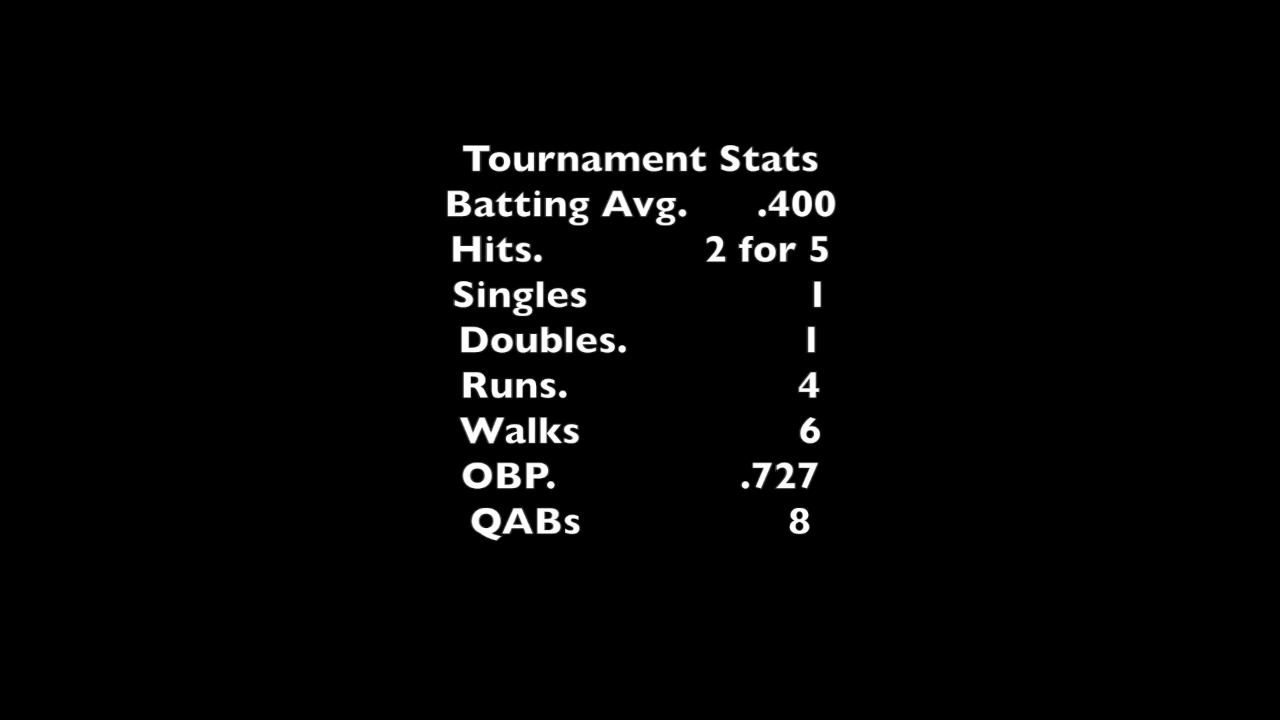 Tournament Stats
Batting Avg. .400
Hits. 2 for 5
Singles 1
Doubles. 1
Runs. 4
Walks 6
OBP. .727
QABs 8